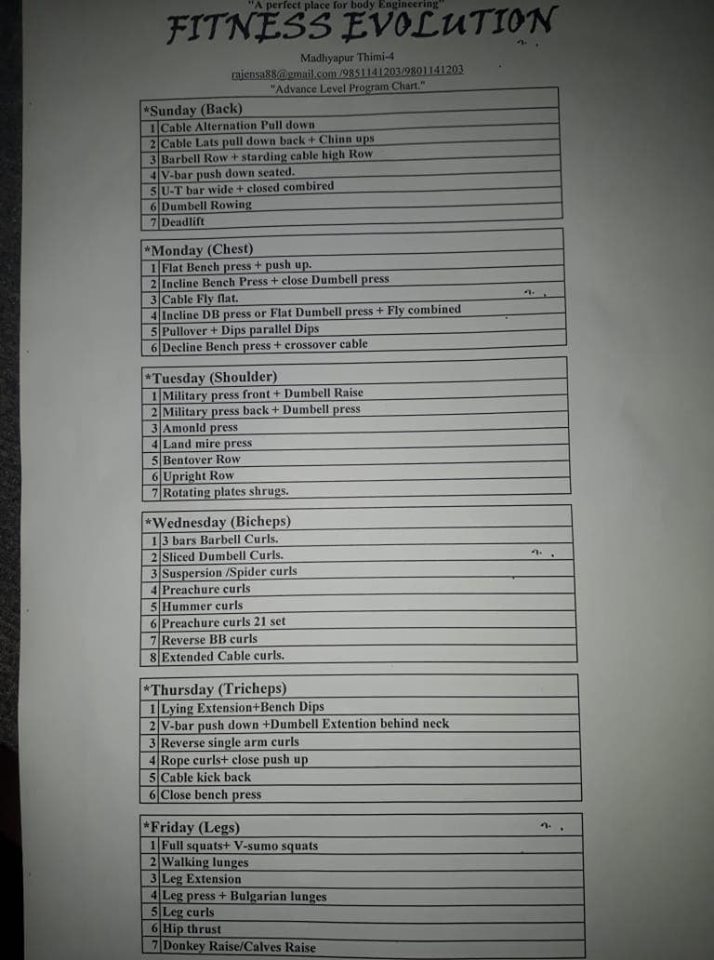 "A perfect place for body Engineering"
FITNESS EVOLUTION
Madhyapur Thimi-4
rajensa88@gmail.com /9851141203/9801141203
"Advance Level Program Chart."
*Sunday (Back)
1 Cable Alternation Pull down
2 Cable Lats pull down back + Chinn ups
3 Barbell Row + starding cable high Row
4 V-bar push down seated.
5 U-T bar wide + closed combired
6 Dumbell Rowing
7 Deadlift
*Monday (Chest)
1 Flat Bench press + push up.
2 Incline Bench Press + close Dumbell press
3 Cable Fly flat.
4 Incline DB press or Flat Dumbell press + Fly combined
5 Pullover + Dips parallel Dips
6 Decline Bench press + crossover cable
*Tuesday (Shoulder)
1 Military press front + Dumbell Raise
2 Military press back + Dumbell press
3 Amonld press
4 Land mire press
5 Bentover Row
6 Upright Row
7 Rotating plates shrugs.
*Wednesday (Bicheps)
1 3 bars Barbell Curls.
2 Sliced Dumbell Curls.
3 Suspersion /Spider curls
4 Preachure curls
5 Hummer curls
6 Preachure curls 21 set
7 Reverse BB curls
8 Extended Cable curls.
*Thursday (Tricheps)
1 Lying Extension+Bench Dips
2 V-bar push down +Dumbell Extention behind neck
3 Reverse single arm curls
4 Rope curls+ close push up
5 Cable kick back
6 Close bench press
*Friday (Legs)
1 Full squats+ V-sumo squats
2 Walking lunges
3 Leg Extension
4 Leg press + Bulgarian lunges
5 Leg curls
6 Hip thrust
7 Donkey Raise/Calves Raise